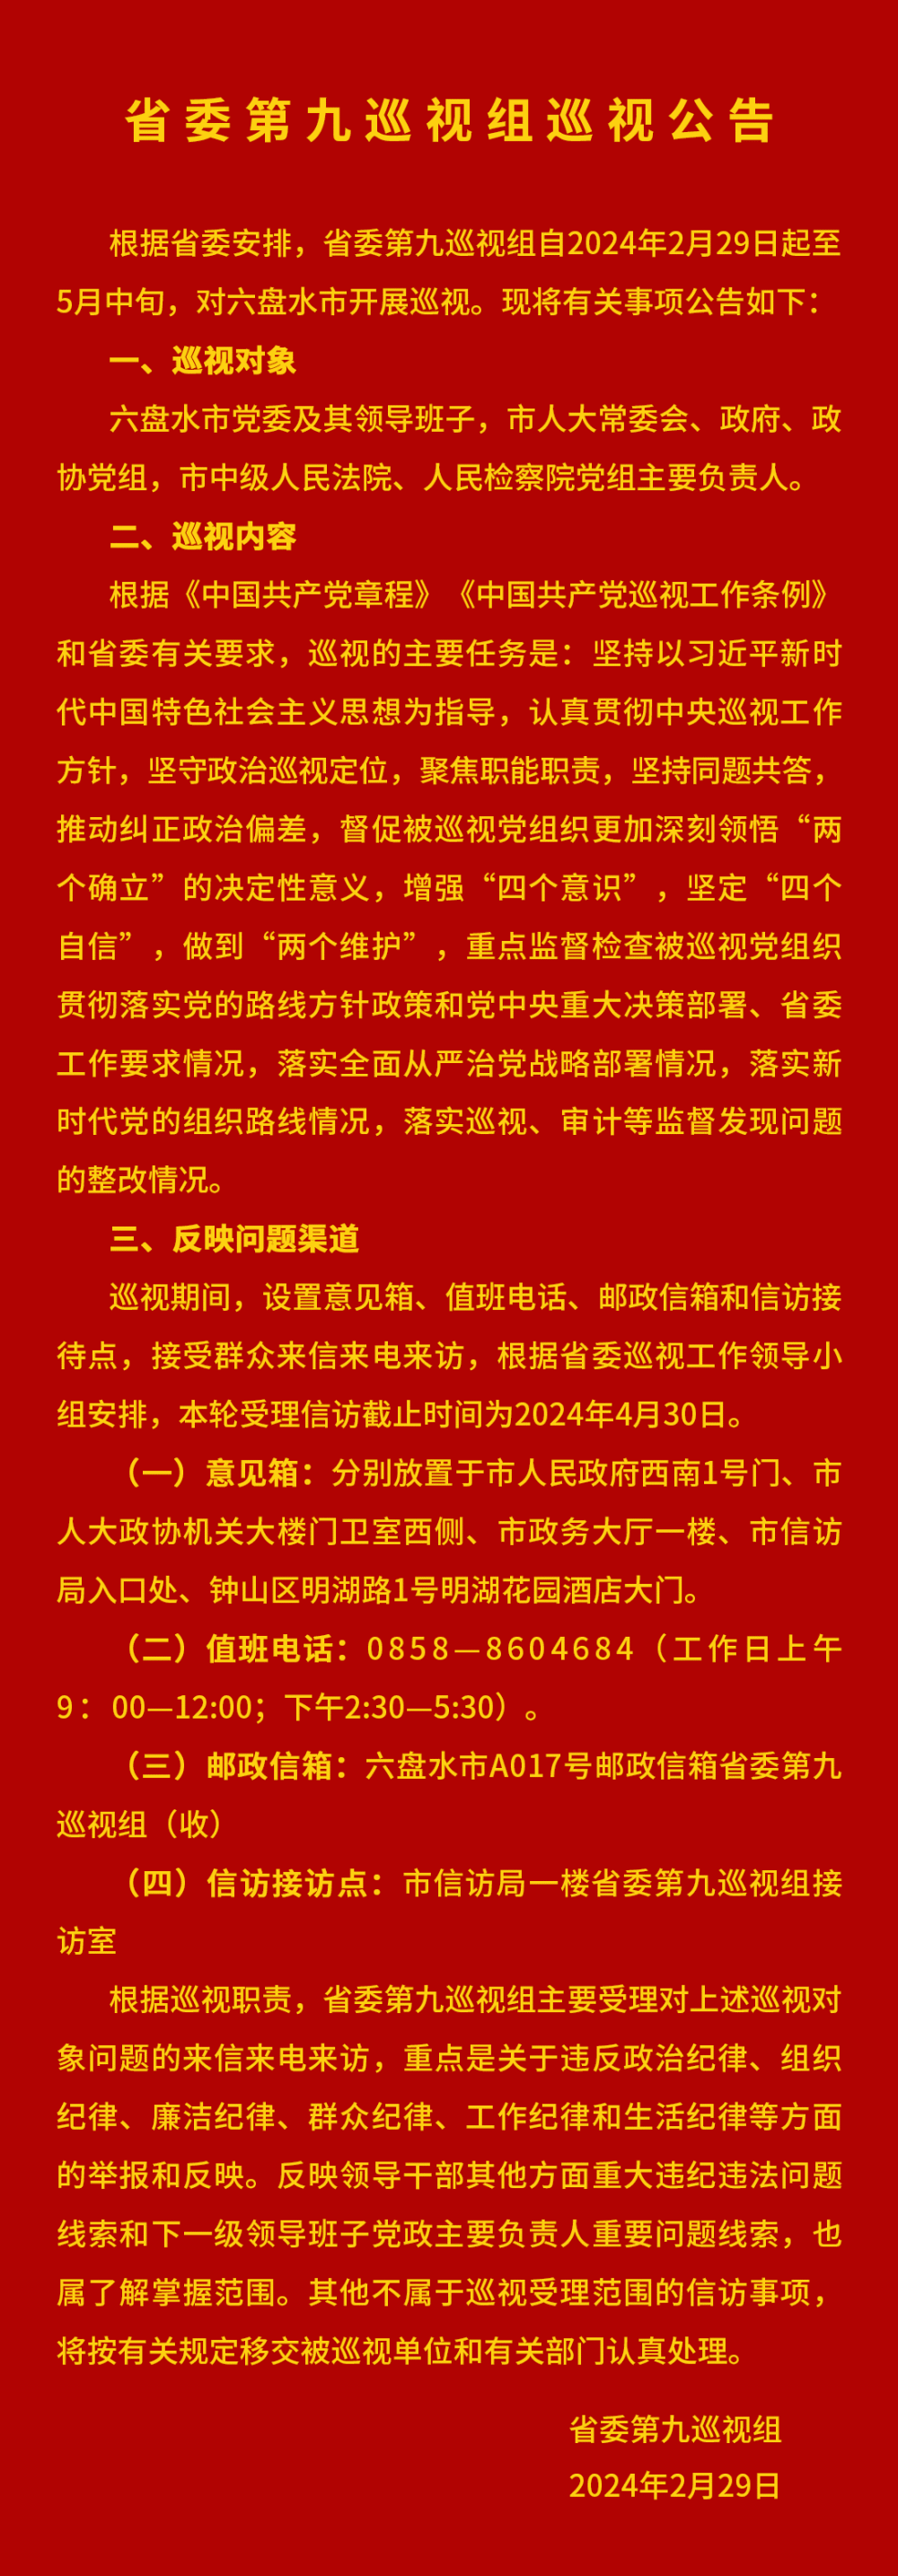 省委第九巡视组巡视公告
根据省委安排，省委第九巡视组自2024年2月29日起至
5月中旬，对六盘水市开展巡视。现将有关事项公告如下：
一、巡视对象
六盘水市党委及其领导班子，市人大常委会、政府、政
协党组，市中级人民法院、人民检察院党组主要负责人。
二、巡视内容
根据《中国共产党章程》《中国共产党巡视工作条例》
和省委有关要求，巡视的主要任务是：坚持以习近平新时
代中国特色社会主义思想为指导，认真贯彻中央巡视工作
方针，坚守政治巡视定位，聚焦职能职责，坚持同题共答，
推动纠正政治偏差，督促被巡视党组织更加深刻领悟“两
个确立”的决定性意义，增强“四个意识”，坚定“四个
自信”，做到“两个维护”，重点监督检查被巡视党组织
贯彻落实党的路线方针政策和党中央重大决策部署、省委
工作要求情况，落实全面从严治党战略部署情况，落实新
时代党的组织路线情况，落实巡视、审计等监督发现问题
的整改情况。
三、反映问题渠道
巡视期间，设置意见箱、值班电话、邮政信箱和信访接
待点，接受群众来信来电来访，根据省委巡视工作领导小
组安排，本轮受理信访截止时间为2024年4月30日。
（一）意见箱：分别放置于市人民政府西南1号门、市
人大政协机关大楼门卫室西侧、市政务大厅一楼、市信访
局入口处、钟山区明湖路1号明湖花园酒店大门。
（二）值班电话：0858—8604684（工作日上午
9：00—12:00；下午2:30—5:30）。
（三）邮政信箱：六盘水市A017号邮政信箱省委第九
巡视组（收）
（四）信访接访点：市信访局一楼省委第九巡视组接
访室
根据巡视职责，省委第九巡视组主要受理对上述巡视对
象问题的来信来电来访，重点是关于违反政治纪律、组织
纪律、廉洁纪律、群众纪律、工作纪律和生活纪律等方面
的举报和反映。反映领导干部其他方面重大违纪违法问题
线索和下一级领导班子党政主要负责人重要问题线索，也
属了解掌握范围。其他不属于巡视受理范围的信访事项，
将按有关规定移交被巡视单位和有关部门认真处理。
省委第九巡视组
2024年2月29日